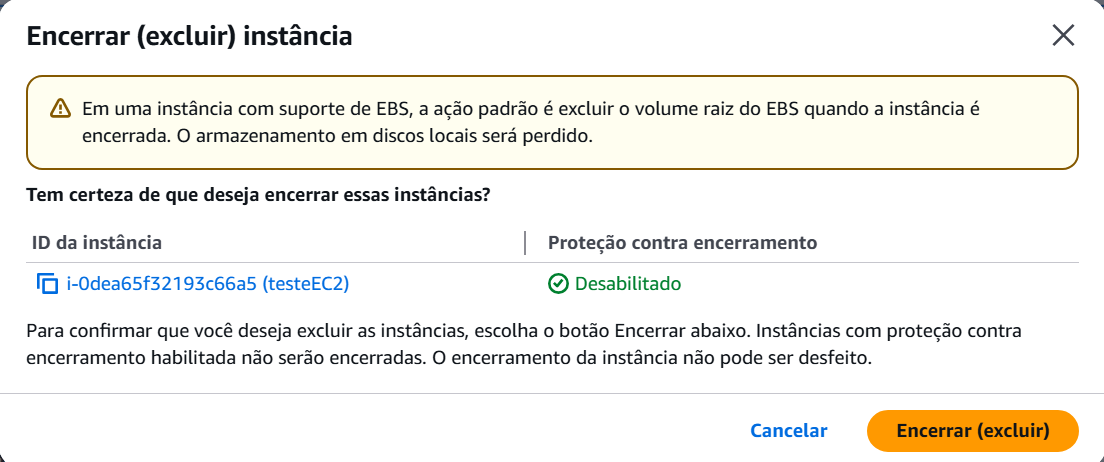 Encerrar (excluir) instância
Em uma instância com suporte de EBS, a ação padrão é excluir o volume raiz do EBS quando a instância é
encerrada. O armazenamento em discos locais será perdido.
Tem certeza de que deseja encerrar essas instâncias?
ID da instância
Proteção contra encerramento
i-0dea65f32193c66a5 (testeEC2)
Desabilitado
Para confirmar que você deseja excluir as instâncias, escolha o botão Encerrar abaixo. Instâncias com proteção contra
encerramento habilitada não serão encerradas. O encerramento da instância não pode ser desfeito.
Cancelar
Encerrar (excluir)